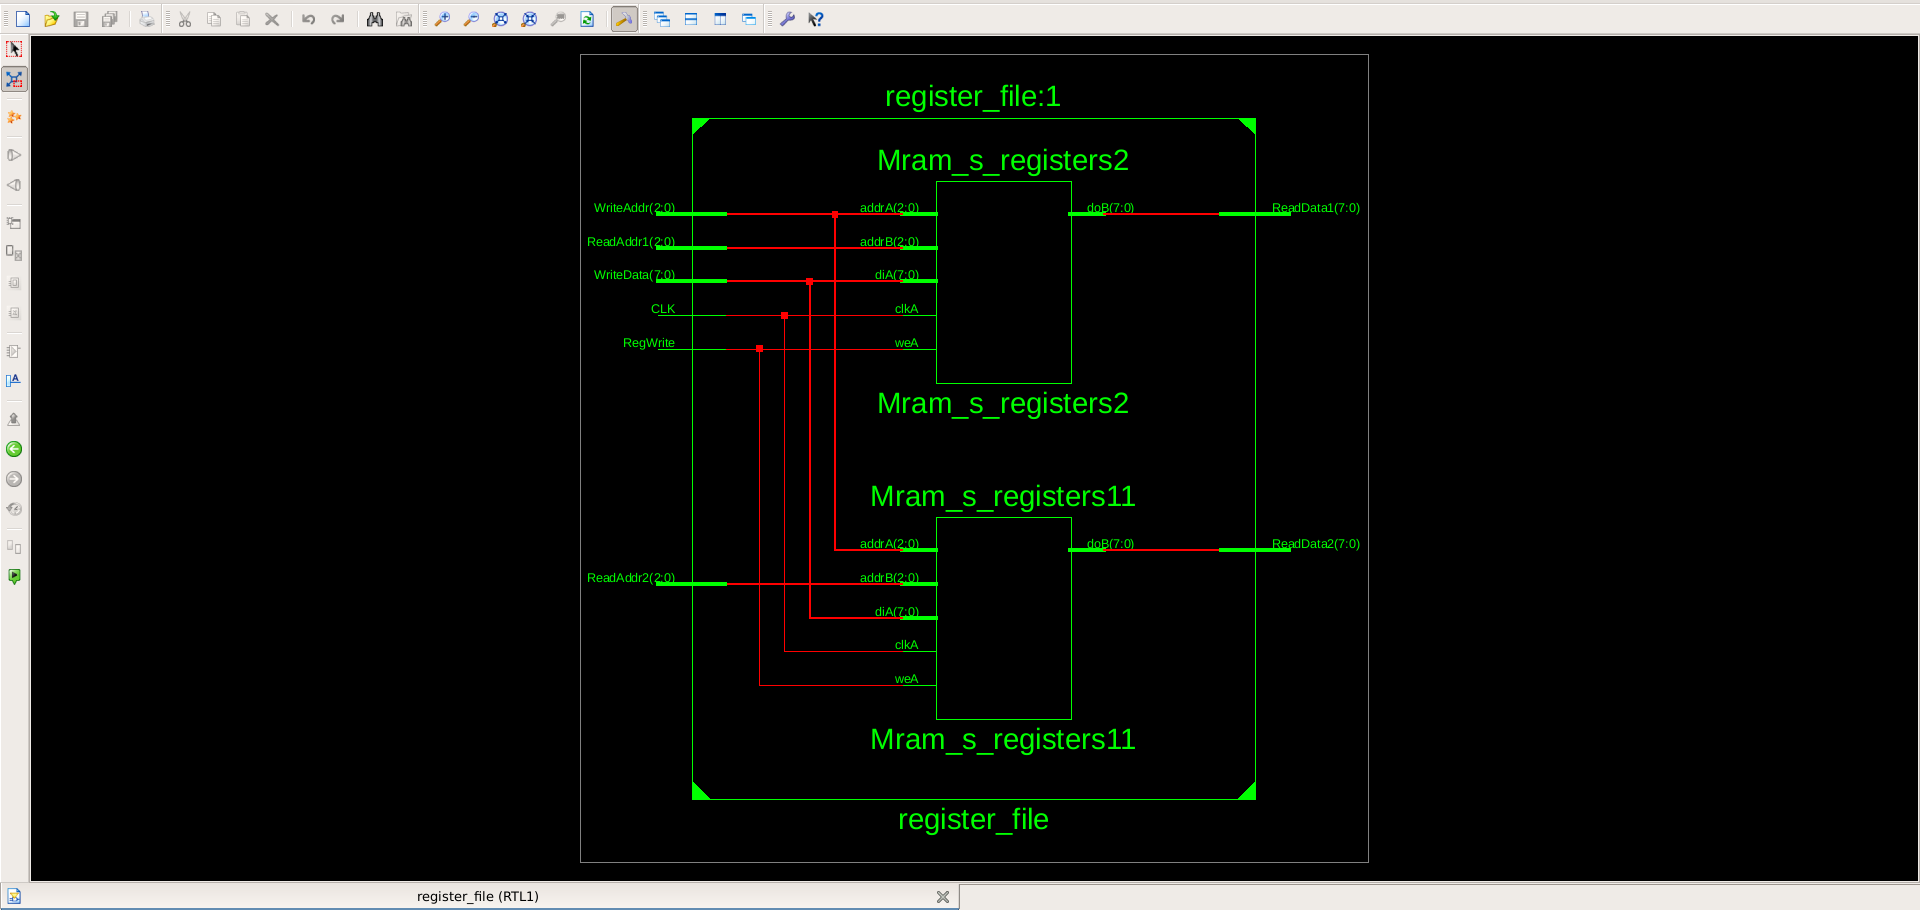 register_file:1
Mram_s_registers2
WriteAddr(2:0)
addrA(2:0)
doB(7:0)
ReadData1(7:0)
ReadAddr1(2:0)
addrB(2:0)
WriteData(7:0)
diA(7:0)
CLK
clkA
RegWrite
weA
Mram_s_registers2
Mram_s_registers11
addrA(2:0)
doB(7:0)
ReadData2(7:0)
ReadAddr2(2:0)
addrB(2:0)
diA(7:0)
clkA
weA
Mram_s_registers11
register_file
register_file (RTL1)